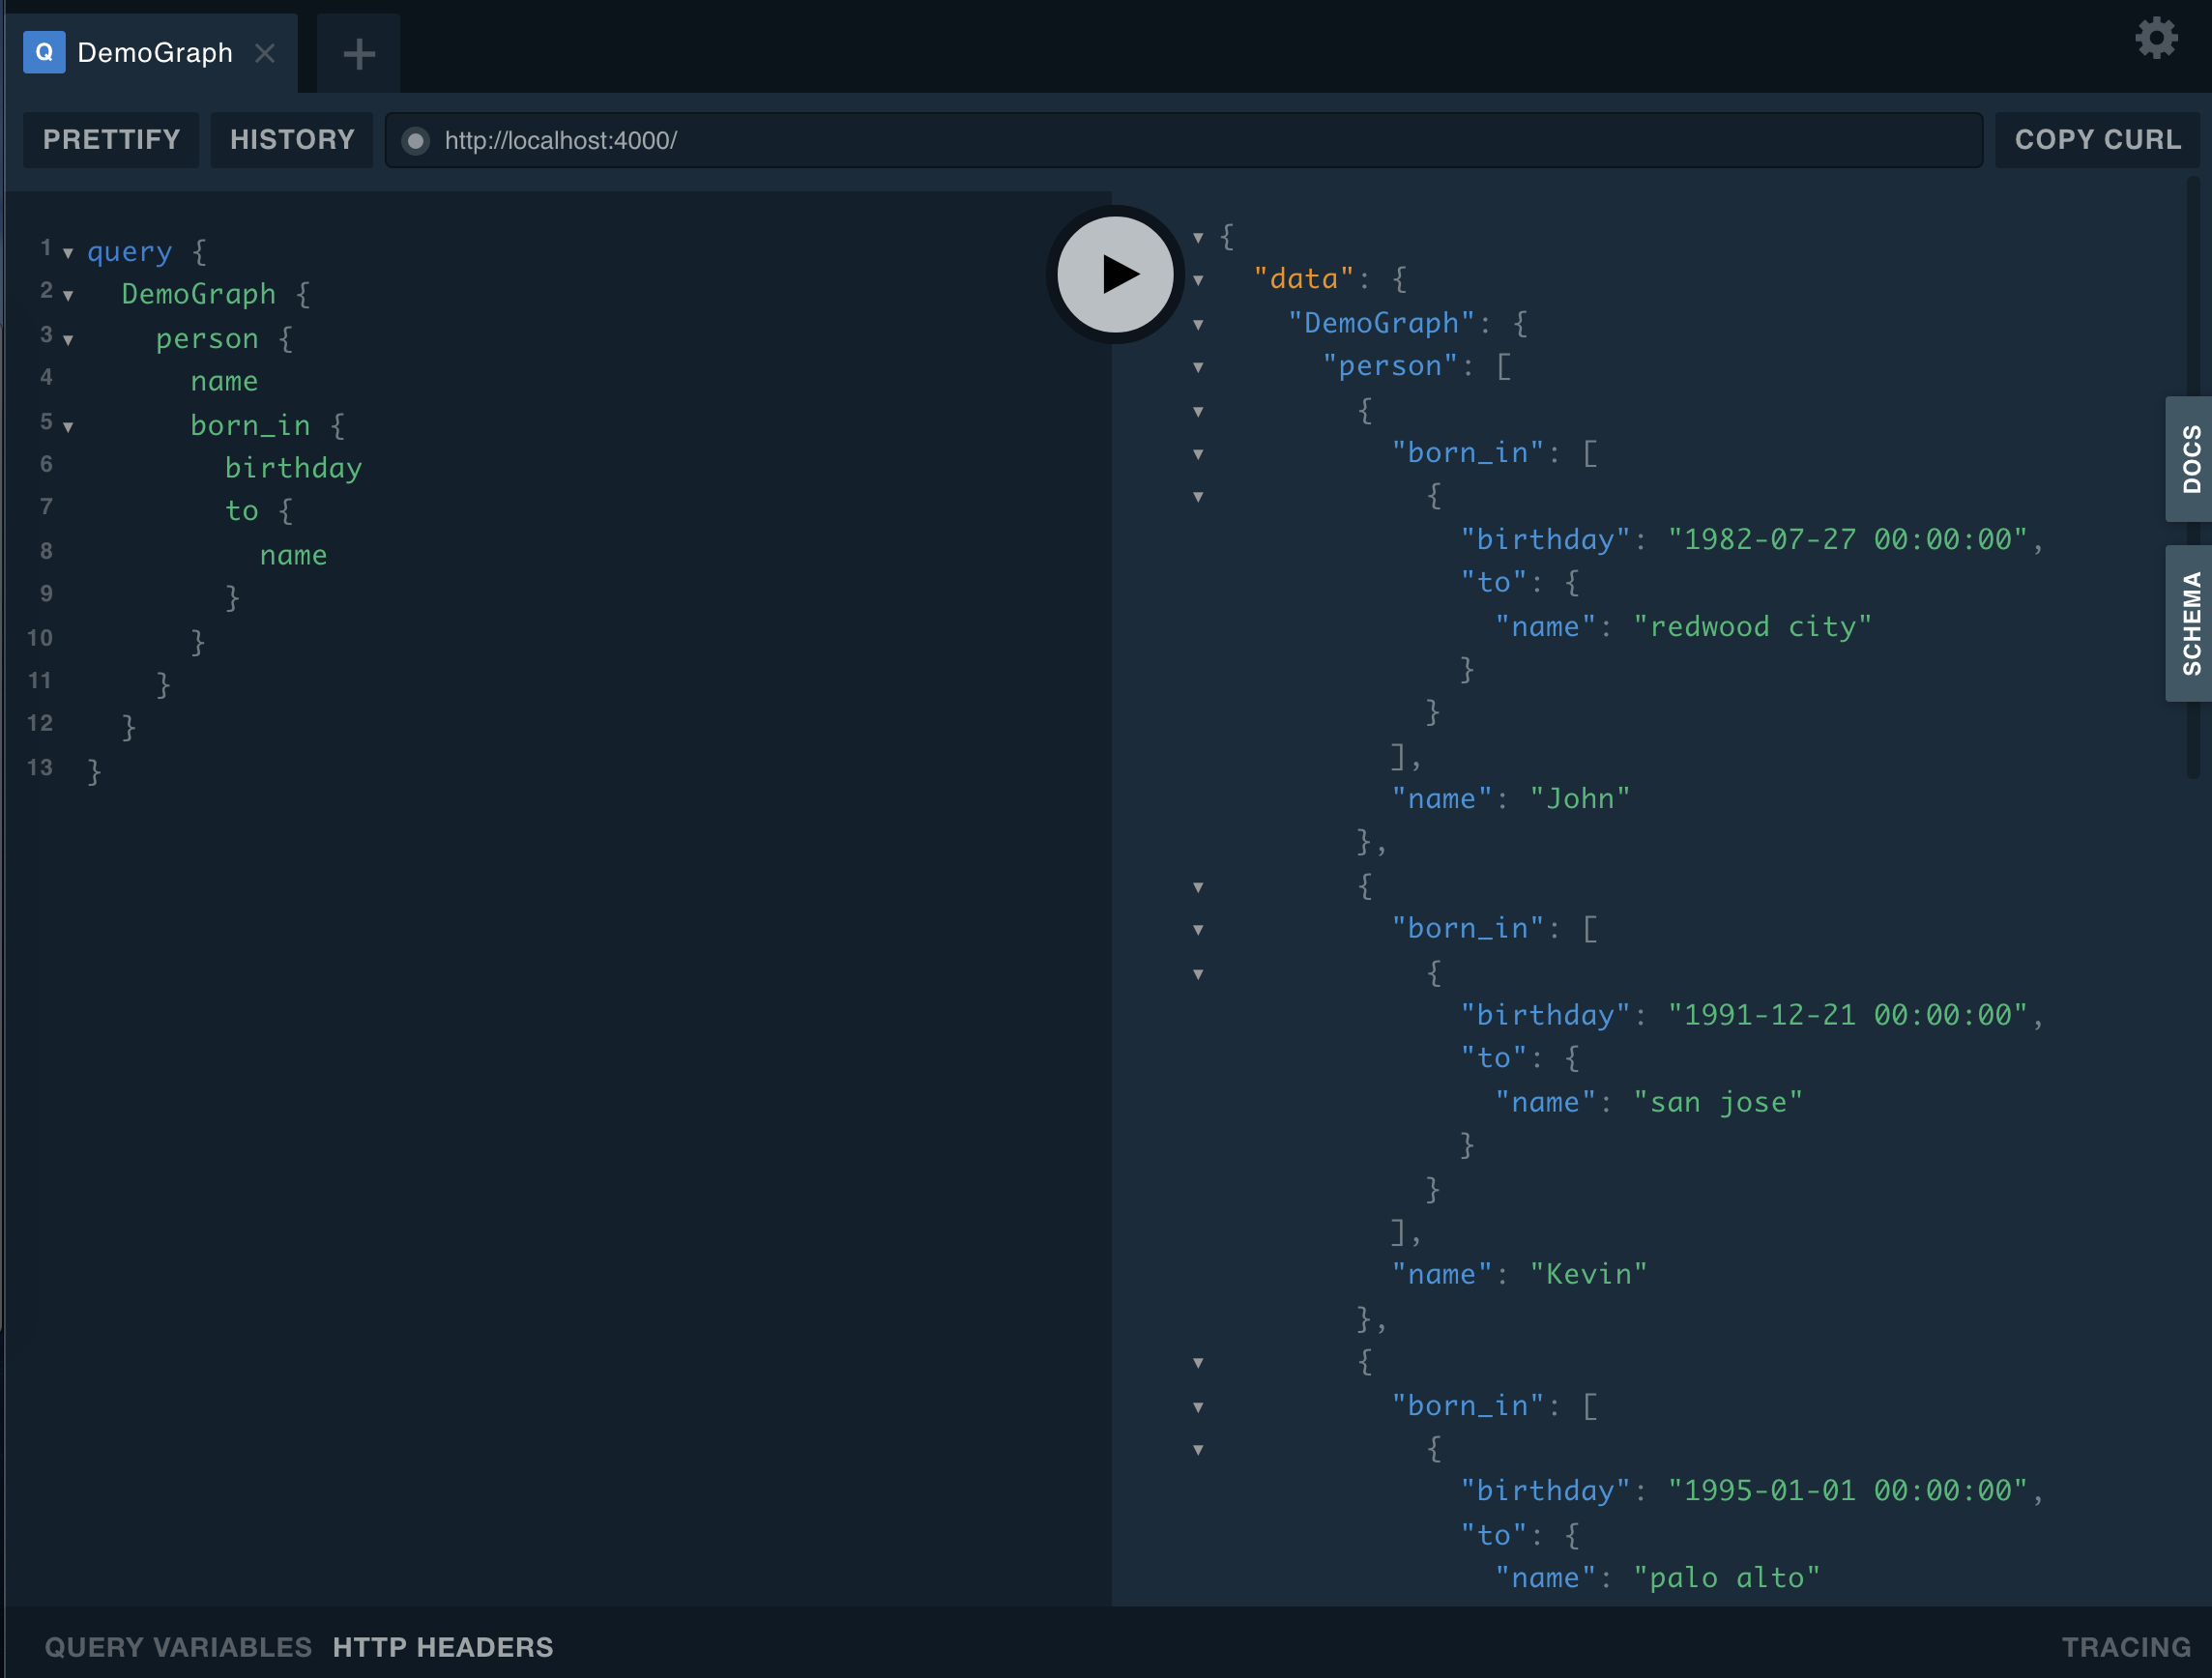 Q DemoGraph
PRETTIFY HISTORY http://localhost:4000/ COPY CURL
1 query {
2 DemoGraph {
3 person {
4 name
5 born_in {
6 birthday
7 to {
8 name
9 }
10 }
11 }
12 }
13 }
{
"data": {
"DemoGraph": {
"person": [
{
"born_in": [
{
"birthday": "1982-07-27 00:00:00",
"to": {
"name": "redwood city"
}
}
],
"name": "John"
},
{
"born_in": [
{
"birthday": "1991-12-21 00:00:00",
"to": {
"name": "san jose"
}
}
],
"name": "Kevin"
},
{
"born_in": [
{
"birthday": "1995-01-01 00:00:00",
"to": {
"name": "palo alto"
DOCS
SCHEMA
QUERY VARIABLES HTTP HEADERS TRACING